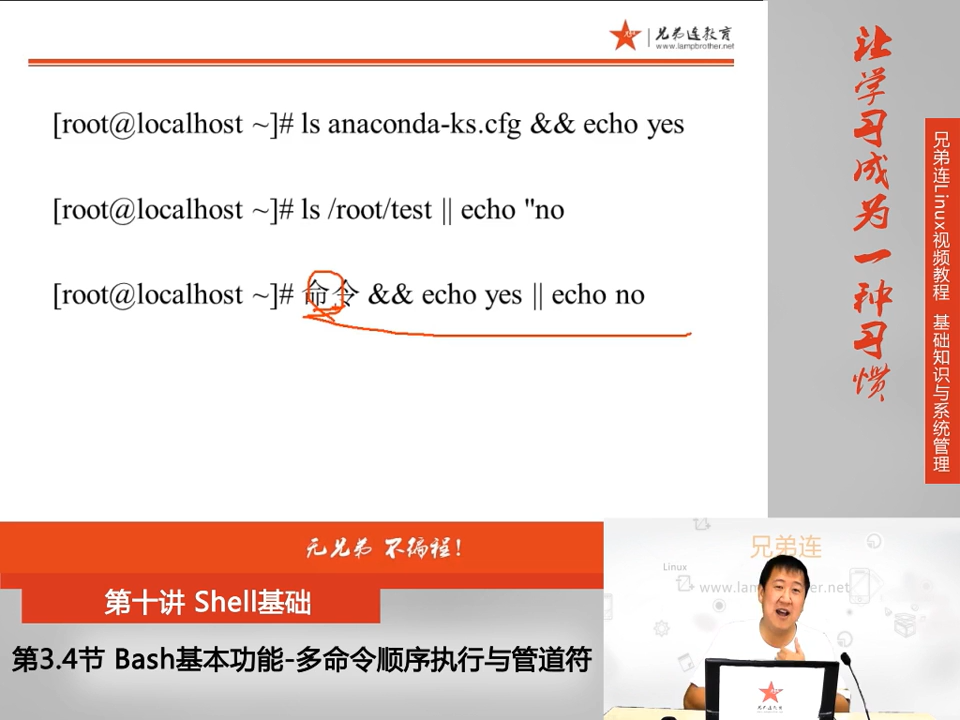 兄弟连教育
www.lampbrother.net
[root@localhost ~]# ls anaconda-ks.cfg && echo yes
[root@localhost ~]# ls /root/test || echo "no
[root@localhost ~]# 命令 && echo yes || echo no
让学习成为一种习惯
兄弟连Linux视频教程 基础知识与系统管理
无兄弟 不编程!
第十讲 Shell基础
第3.4节 Bash基本功能-多命令顺序执行与管道符
兄弟连
Linux